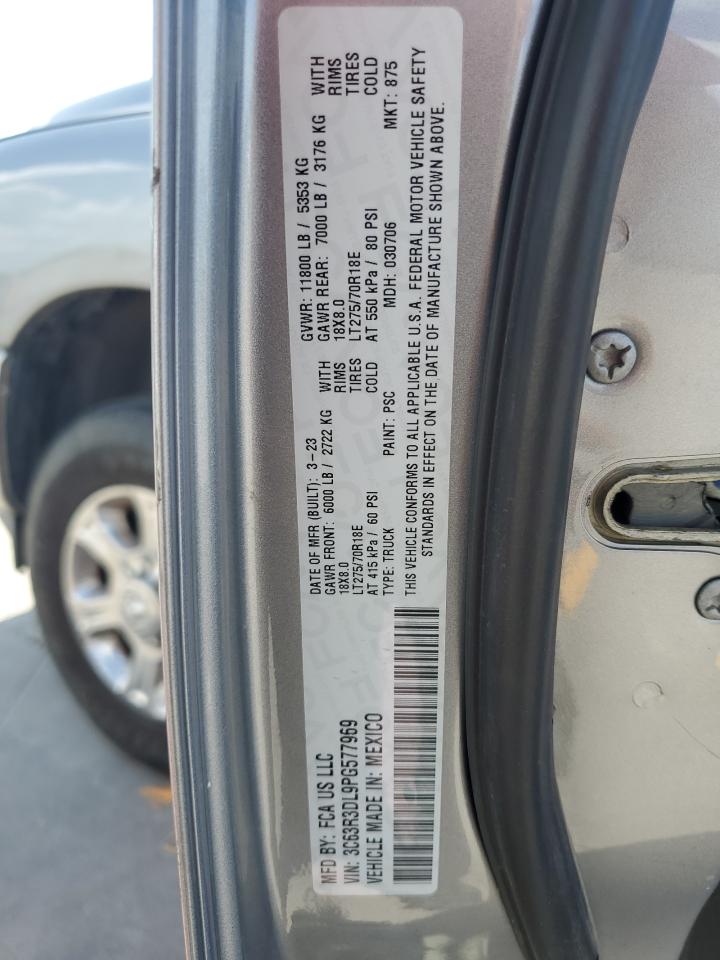 MFD BY: FCA US LLC
VIN: 3C63R3DL9PG577969
VEHICLE MADE IN: MEXICO
DATE OF MFR (BUILT): 3-23
GVWR: 11800 LB / 5353 KG
GAWR FRONT: 6000 LB / 2722 KG WITH
GAWR REAR: 7000 LB / 3176 KG WITH
18X8.0 RIMS
18X8.0 RIMS
LT275/70R18E TIRES
LT275/70R18E TIRES
AT 415 kPa / 60 PSI COLD
AT 550 kPa / 80 PSI COLD
TYPE: TRUCK PAINT: PSC MDH: 030706 MKT: 875
THIS VEHICLE CONFORMS TO ALL APPLICABLE U.S.A. FEDERAL MOTOR VEHICLE SAFETY
STANDARDS IN EFFECT ON THE DATE OF MANUFACTURE SHOWN ABOVE.